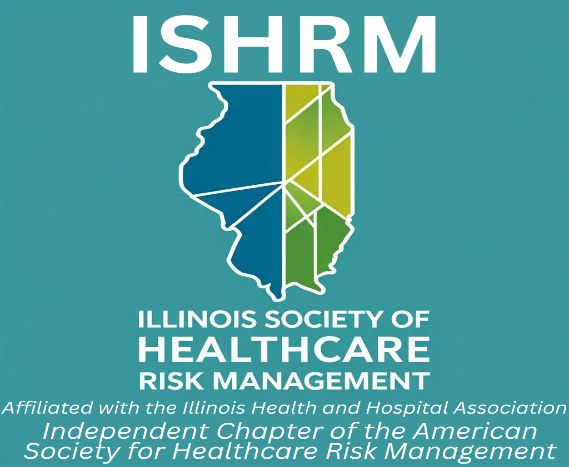 ISHRM
ILLINOIS SOCIETY OF
HEALTHCARE
RISK MANAGEMENT
Affiliated with the Illinois Health and Hospital Association
Independent Chapter of the American
Society for Healthcare Risk Management